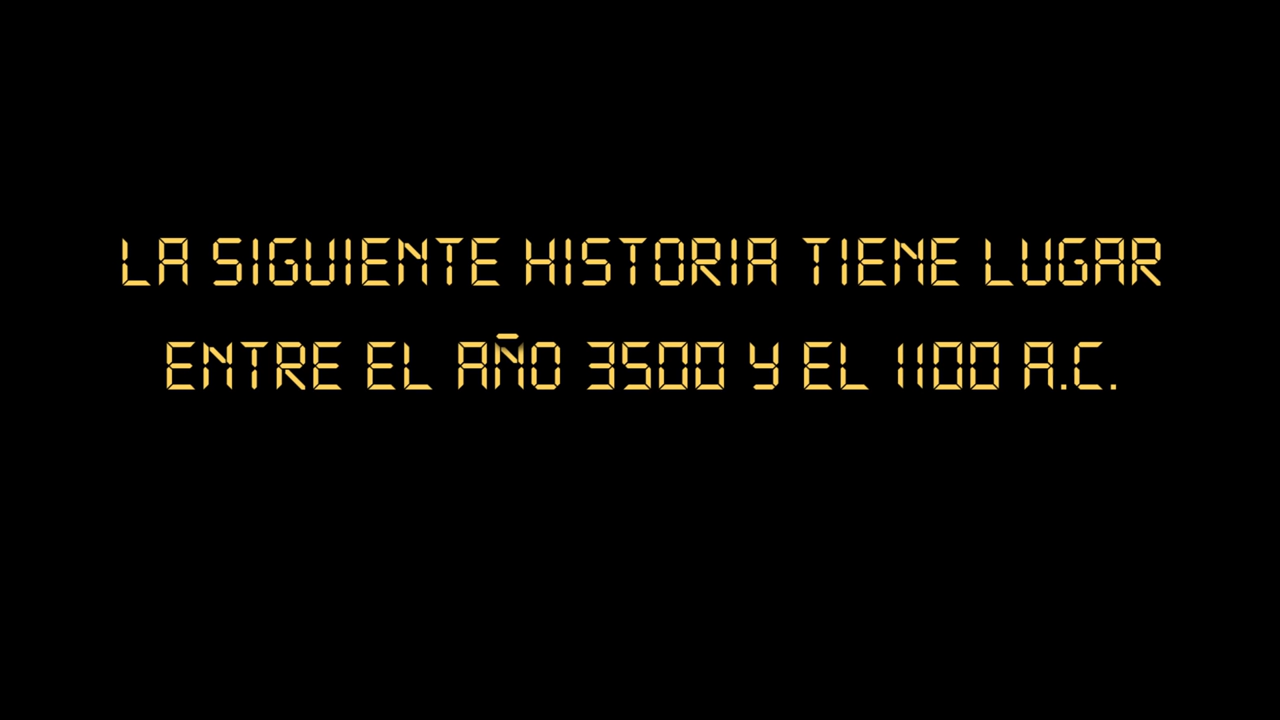 LA SIGUIENTE HISTORIA TIENE LUGAR
ENTRE EL AÑO 3500 Y EL 1100 A.C.